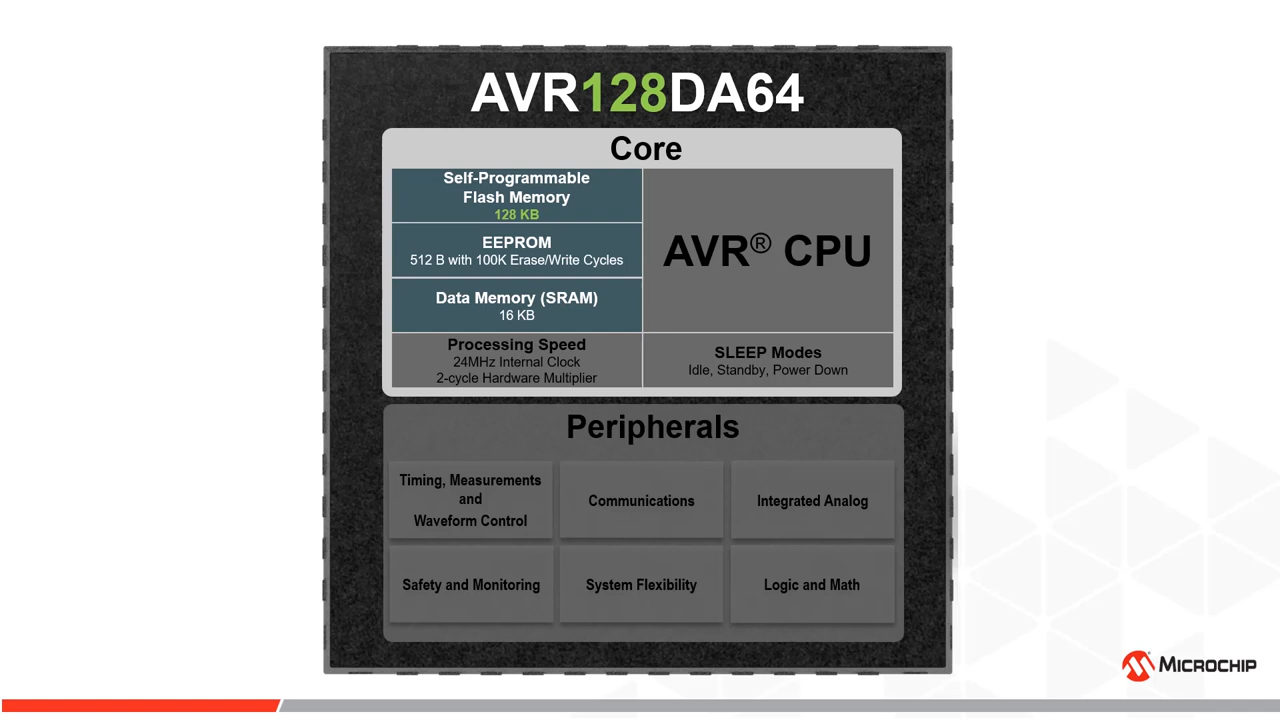 AVR128DA64
Core
Self-Programmable
Flash Memory
128 KB
EEPROM
512 B with 100K Erase/Write Cycles
Data Memory (SRAM)
16 KB
AVR® CPU
Processing Speed
24MHz Internal Clock
2-cycle Hardware Multiplier
SLEEP Modes
Idle, Standby, Power Down
Peripherals
Timing, Measurements
and
Waveform Control
Communications
Integrated Analog
Safety and Monitoring
System Flexibility
Logic and Math
MICROCHIP